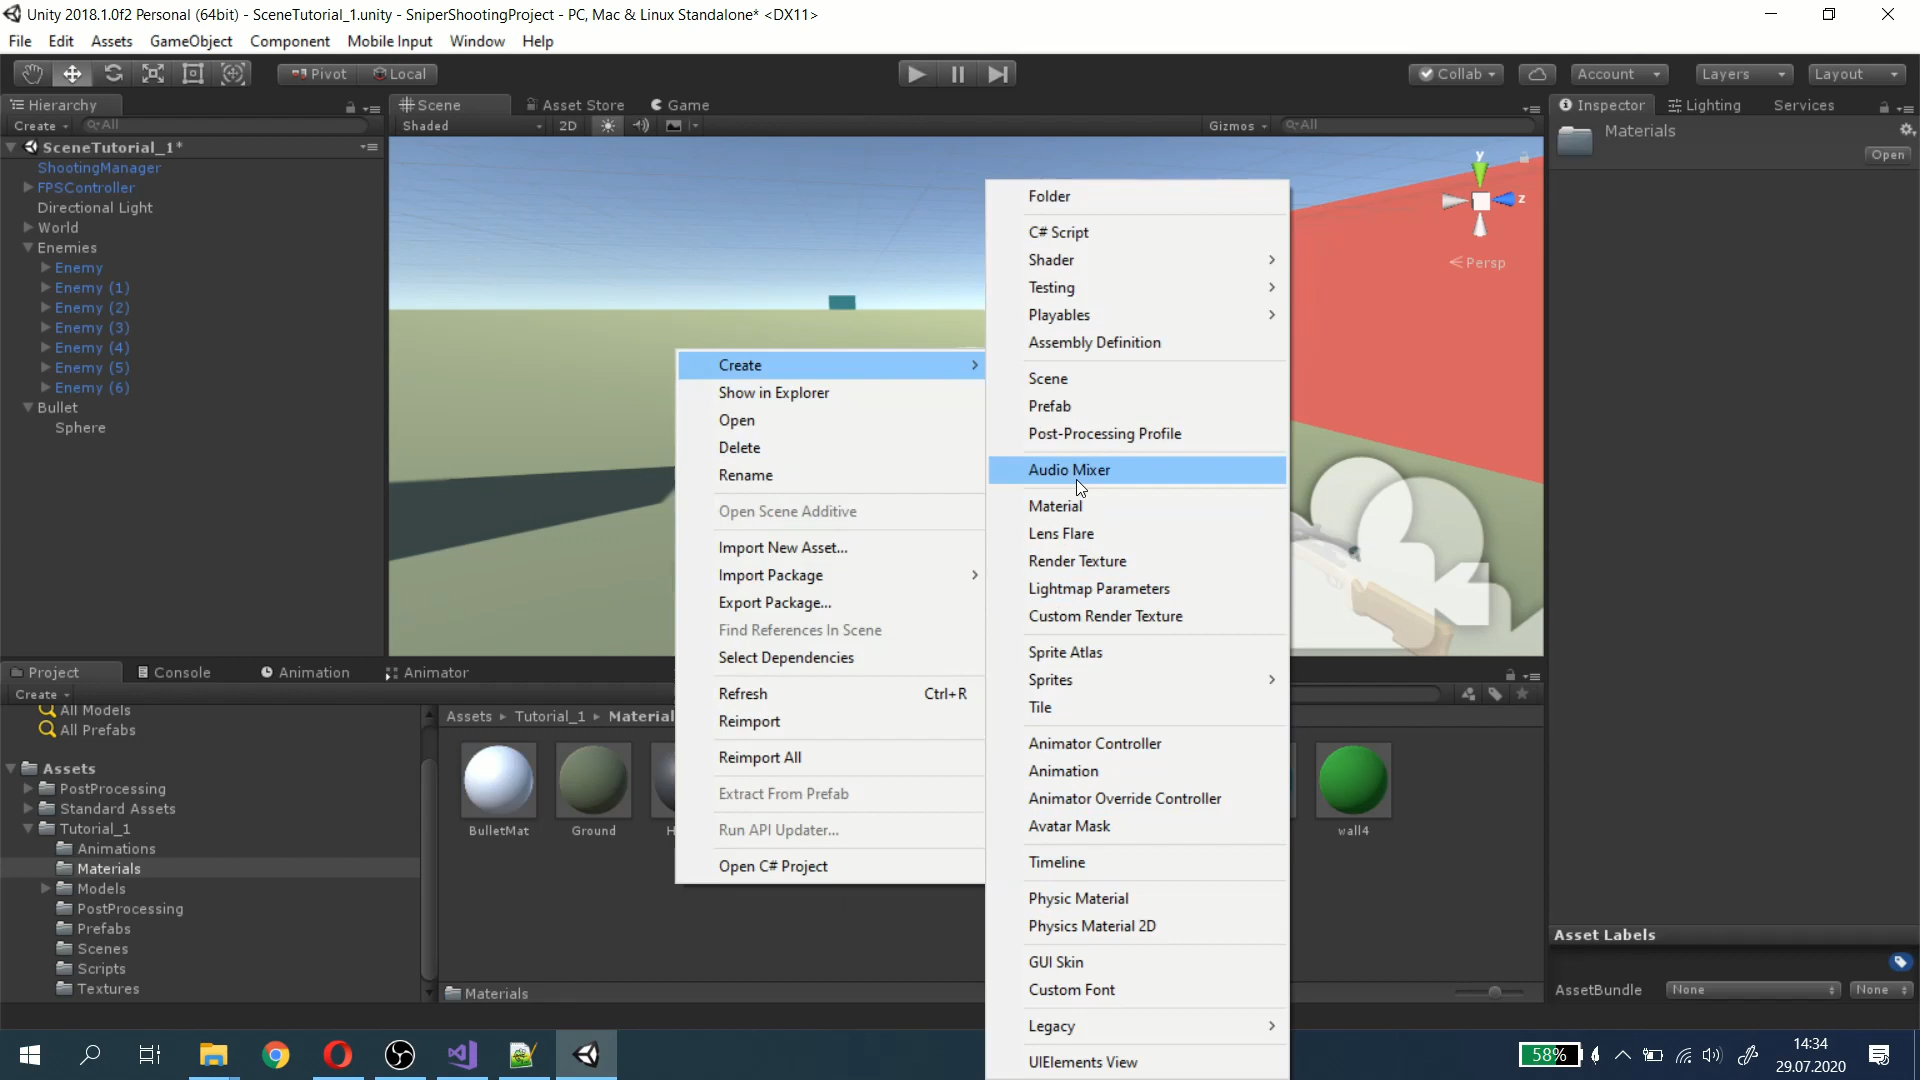 Unity 2018.1.0f2 Personal (64bit) - SceneTutorial_1.unity - SniperShootingProject - PC, Mac & Linux Standalone* <DX11>
File Edit Assets GameObject Component Mobile Input Window Help
Pivot Local Collab Account Layers Layout
Hierarchy
Create All
SceneTutorial_1*
ShootingManager
FPSController
Directional Light
World
Enemies
Enemy
Enemy (1)
Enemy (2)
Enemy (3)
Enemy (4)
Enemy (5)
Enemy (6)
Bullet
Sphere
Scene Asset Store Game
Shaded 2D Gizmos All
y
z
Persp
Create
Show in Explorer
Open
Delete
Rename
Open Scene Additive
Import New Asset...
Import Package
Export Package...
Find References In Scene
Select Dependencies
Refresh Ctrl+R
Reimport
Reimport All
Extract From Prefab
Run API Updater...
Open C# Project
Folder
C# Script
Shader
Testing
Playables
Assembly Definition
Scene
Prefab
Post-Processing Profile
Audio Mixer
Material
Lens Flare
Render Texture
Lightmap Parameters
Custom Render Texture
Sprite Atlas
Sprites
Tile
Animator Controller
Animation
Animator Override Controller
Avatar Mask
Timeline
Physic Material
Physics Material 2D
GUI Skin
Custom Font
Legacy
UIElements View
Inspector Lighting Services
Materials
Open
Asset Labels
AssetBundle None None
Project Console Animation Animator
Create
All Models
All Prefabs
Assets
PostProcessing
Standard Assets
Tutorial_1
Animations
Materials
Models
PostProcessing
Prefabs
Scenes
Scripts
Textures
Assets Tutorial_1 Material
BulletMat Ground H wall4
Materials
58%
14:34
29.07.2020